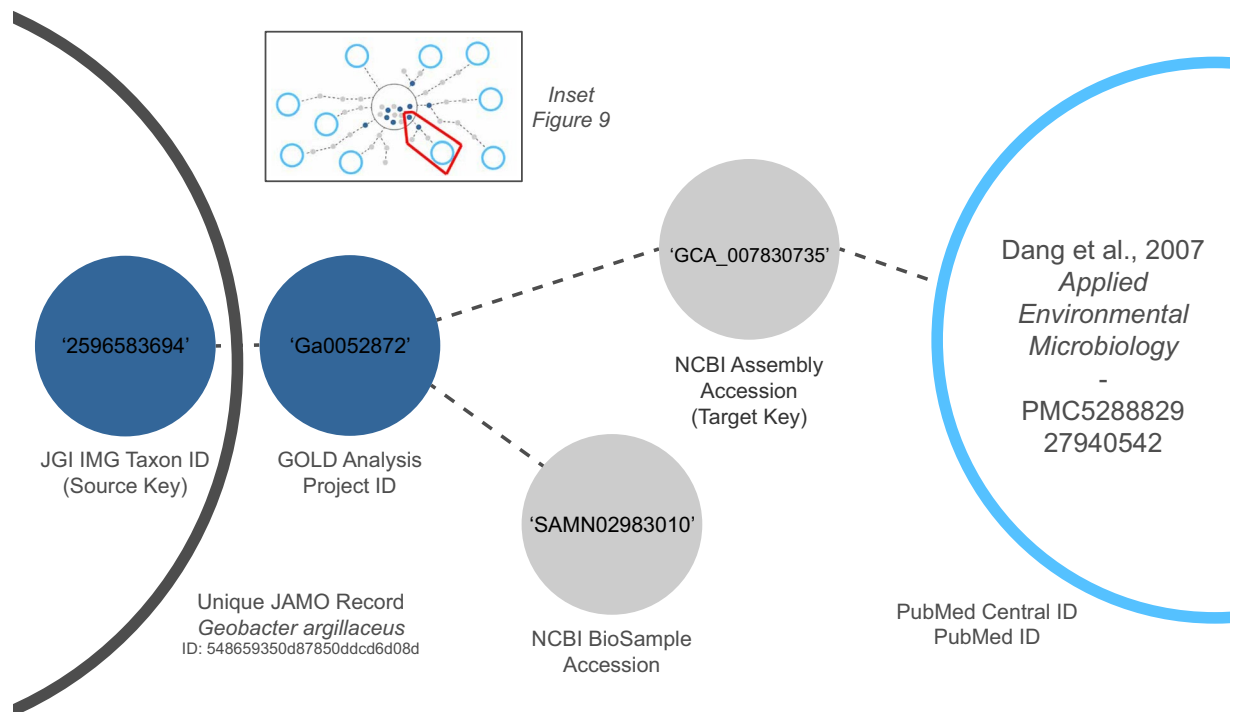 Inset
Figure 9
‘2596583694’
JGI IMG Taxon ID
(Source Key)
‘Ga0052872’
GOLD Analysis
Project ID
Unique JAMO Record
Geobacter argillaceus
ID: 548659350d87850ddcd6d08d
‘GCA_007830735’
NCBI Assembly
Accession
(Target Key)
‘SAMN02983010’
NCBI BioSample
Accession
Dang et al., 2007
Applied
Environmental
Microbiology
-
PMC5288829
27940542
PubMed Central ID
PubMed ID